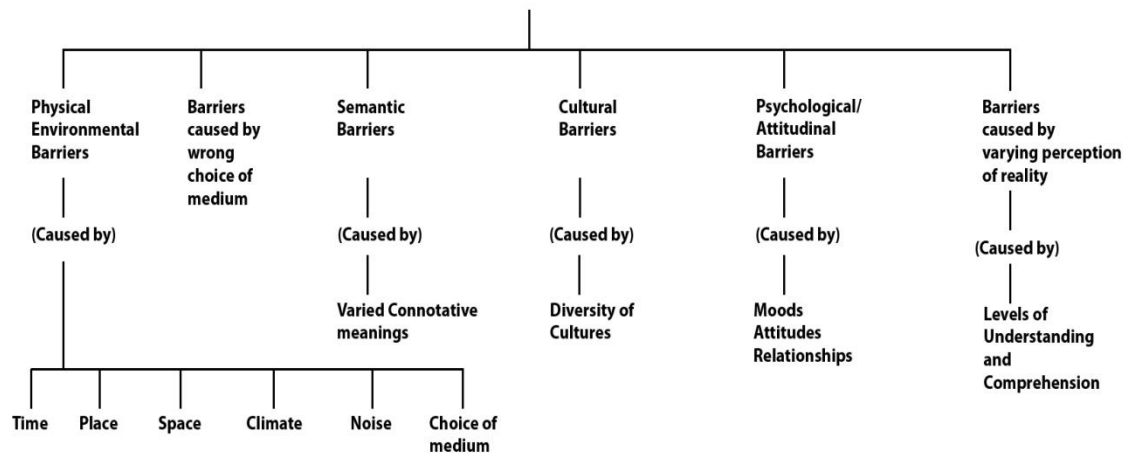 Physical
Environmental
Barriers
Barriers
caused by
wrong
choice of
medium
Semantic
Barriers
Cultural
Barriers
Psychological/
Attitudinal
Barriers
Barriers
caused by
varying perception
of reality
(Caused by)
(Caused by)
(Caused by)
(Caused by)
(Caused by)
Varied Connotative
meanings
Diversity of
Cultures
Moods
Attitudes
Relationships
Levels of
Understanding
and
Comprehension
Time
Place
Space
Climate
Noise
Choice of
medium